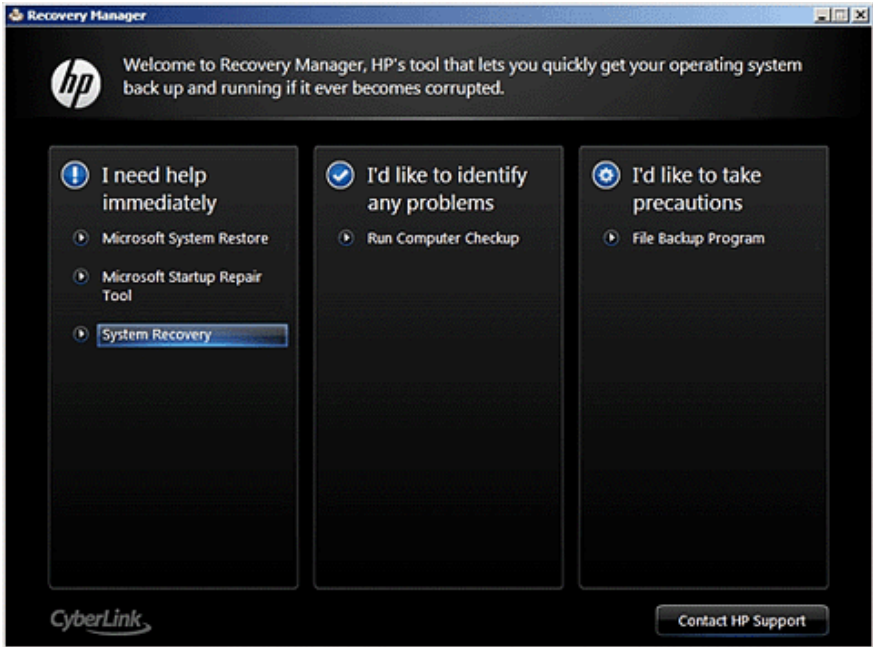 Recovery Manager
hp
Welcome to Recovery Manager, HP's tool that lets you quickly get your operating system
back up and running if it ever becomes corrupted.
I need help
immediately
Microsoft System Restore
Microsoft Startup Repair
Tool
System Recovery
I'd like to identify
any problems
Run Computer Checkup
I'd like to take
precautions
File Backup Program
CyberLink
Contact HP Support